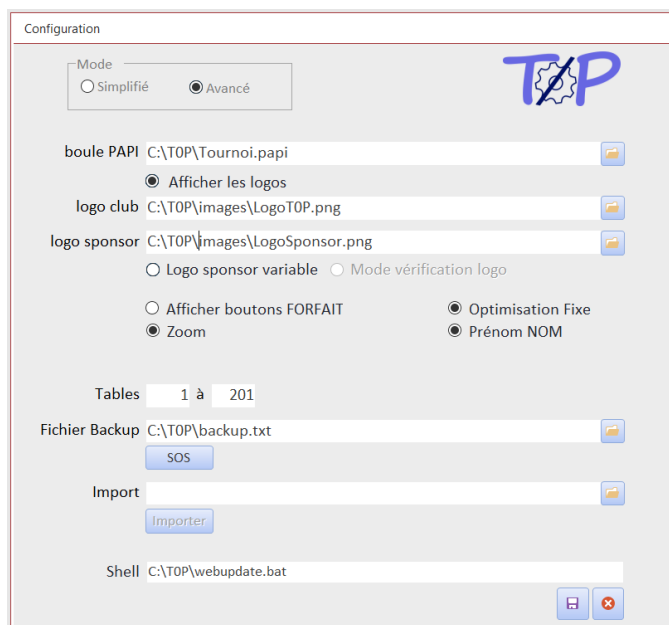 Configuration
Mode
Simplifié Avancé
TOP
boule PAPI C:\T0P\Tournoi.papi
Afficher les logos
logo club C:\T0P\images\LogoT0P.png
logo sponsor C:\T0P\images\LogoSponsor.png
Logo sponsor variable Mode vérification logo
Afficher boutons FORFAIT Optimisation Fixe
Zoom Prénom NOM
Tables 1 à 201
Fichier Backup C:\T0P\backup.txt
SOS
Import
Importer
Shell C:\T0P\webupdate.bat